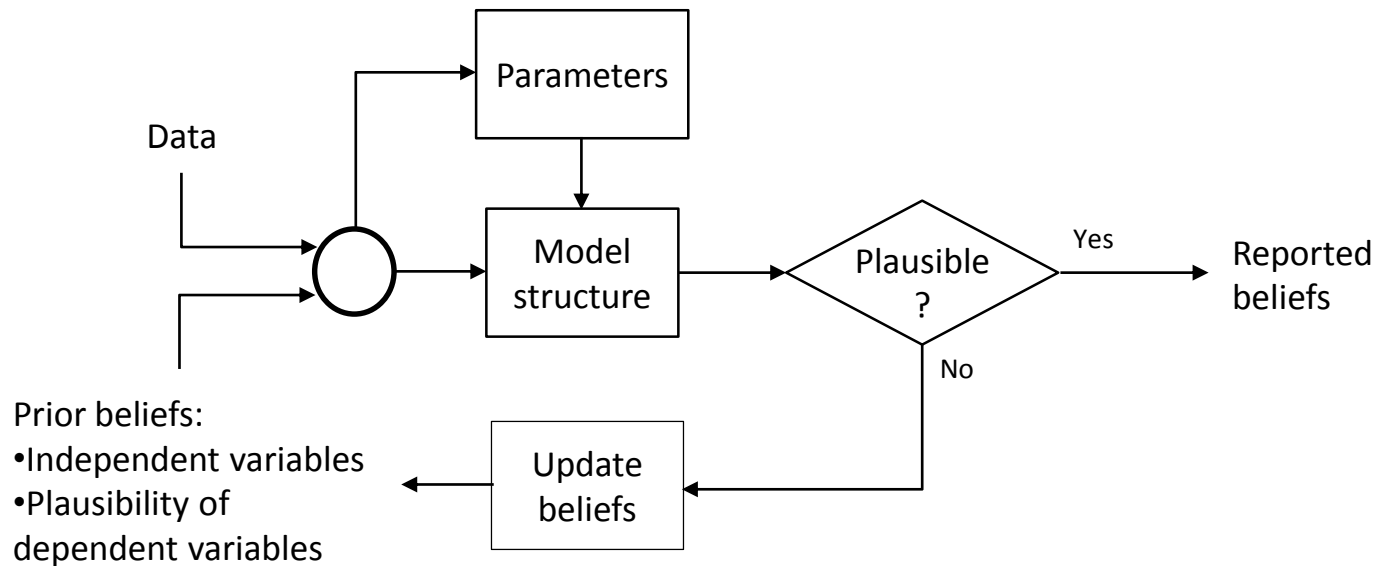 Parameters
Data
Model
structure
Plausible
?
Yes
Reported
beliefs
No
Prior beliefs:
•Independent variables
•Plausibility of
dependent variables
Update
beliefs